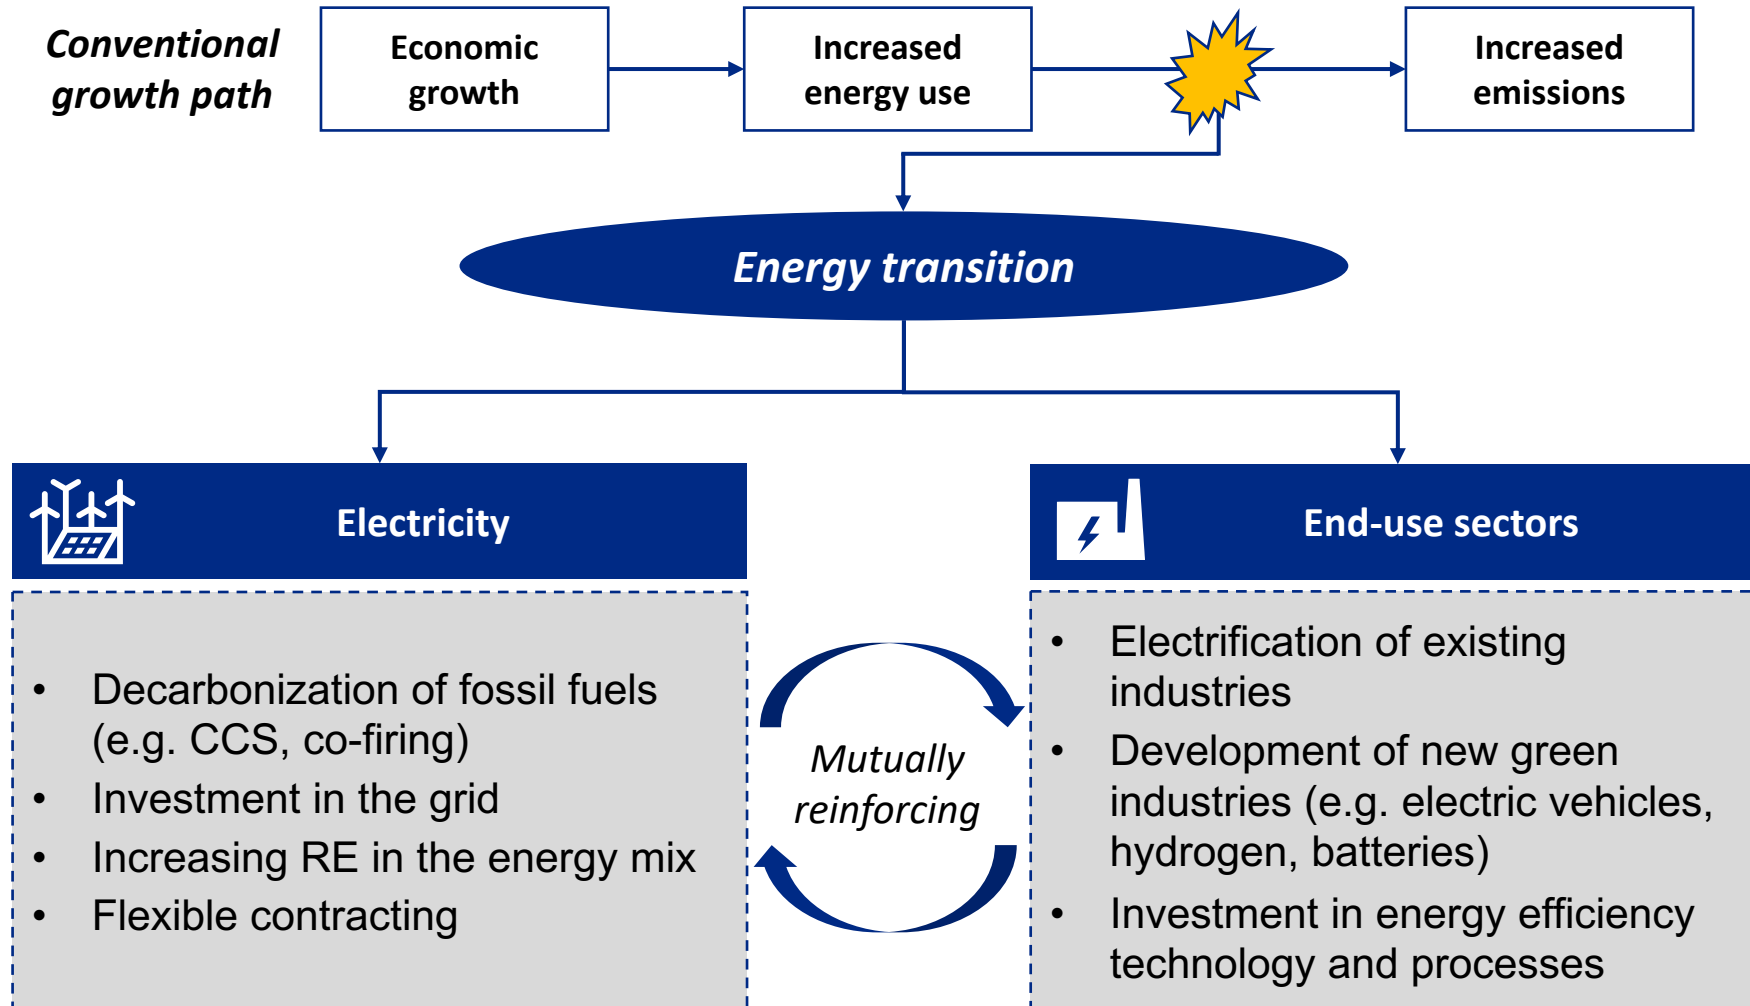 Conventional
growth path
Economic
growth
Increased
energy use
Increased
emissions
Energy transition
Electricity
• Decarbonization of fossil fuels
(e.g. CCS, co-firing)
• Investment in the grid
• Increasing RE in the energy mix
• Flexible contracting
Mutually
reinforcing
End-use sectors
• Electrification of existing
industries
• Development of new green
industries (e.g. electric vehicles,
hydrogen, batteries)
• Investment in energy efficiency
technology and processes